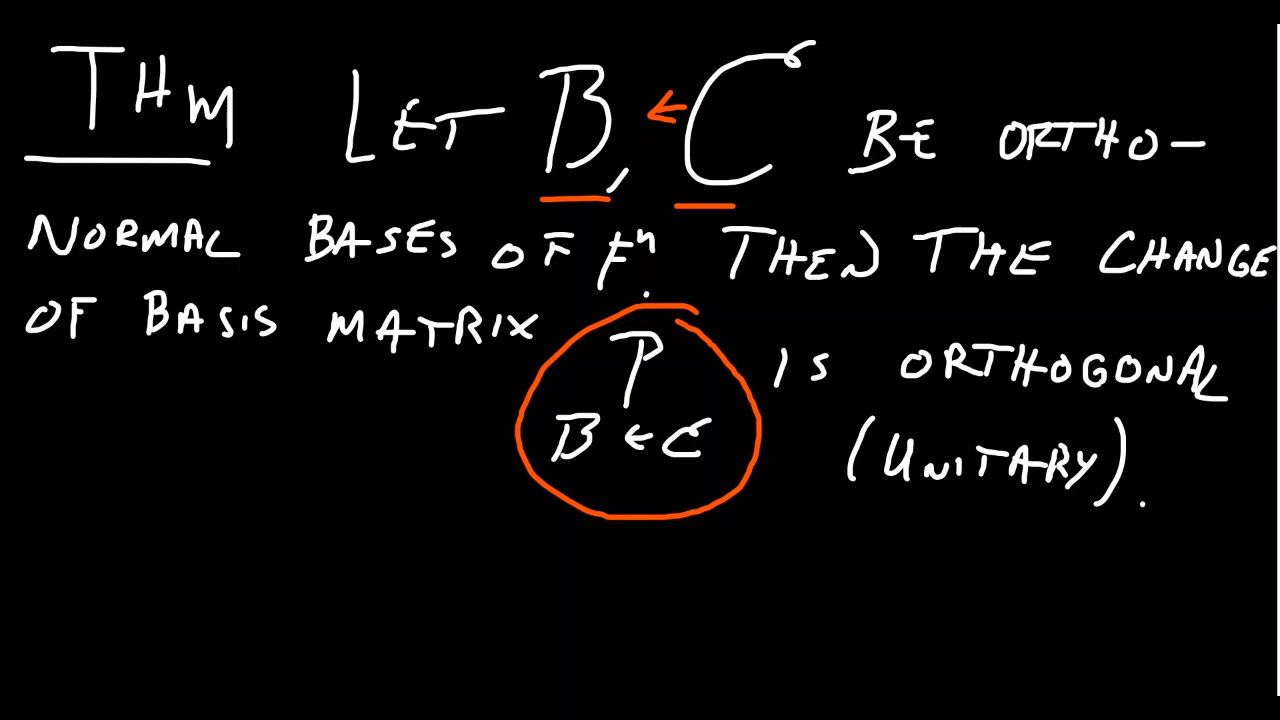 THM LET B, ← C BE ORTHO-
NORMAL BASES OF Fⁿ. THEN THE CHANGE
OF BASIS MATRIX P IS ORTHOGONAL
B ← C (UNITARY).